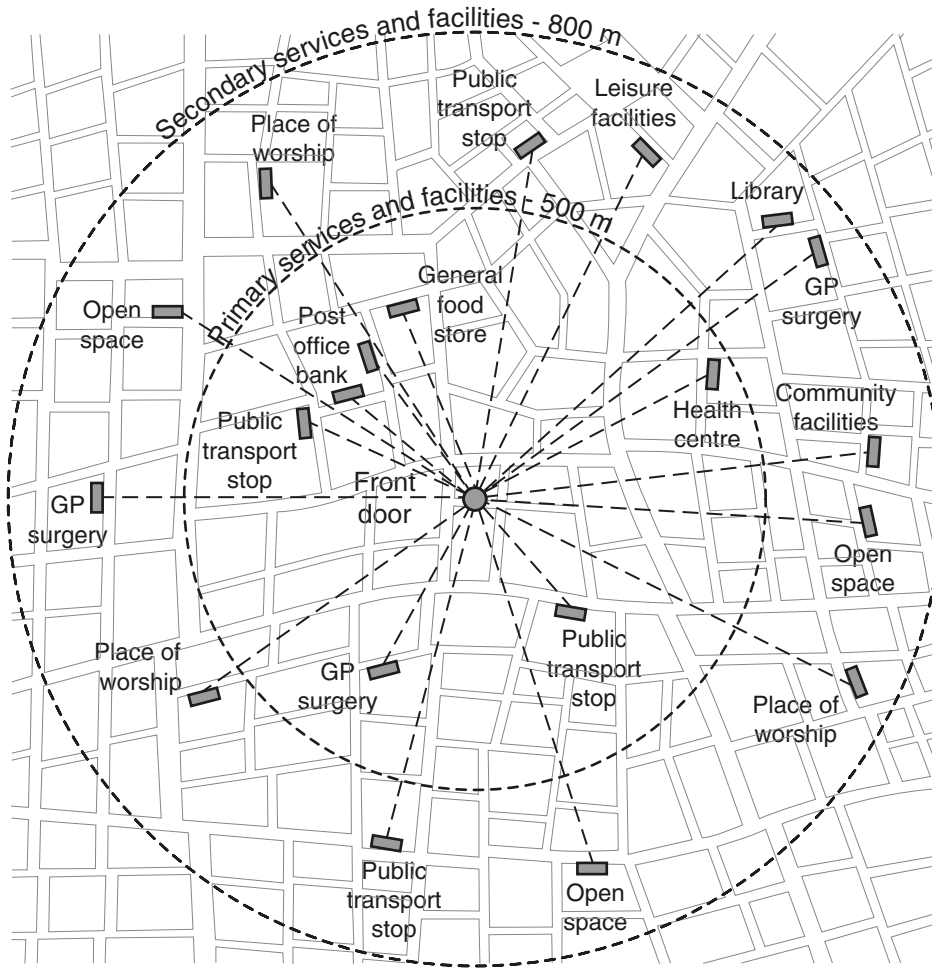 Secondary services and facilities - 800 m
Public
transport
stop
Leisure
facilities
Place of
worship
Library
Primary services and facilities - 500 m
GP
surgery
General
food
store
Open
space
Post
office
bank
Health
centre
Community
facilities
Public
transport
stop
Front
door
GP
surgery
Open
space
Place of
worship
GP
surgery
Public
transport
stop
Place of
worship
Public
transport
stop
Open
space